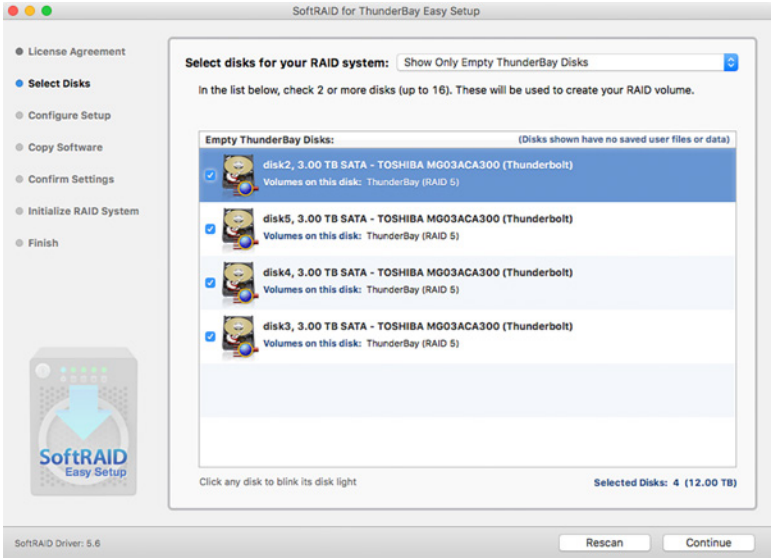 SoftRAID for ThunderBay Easy Setup
License Agreement
Select Disks
Configure Setup
Copy Software
Confirm Settings
Initialize RAID System
Finish
SoftRAID
Easy Setup
Select disks for your RAID system: Show Only Empty ThunderBay Disks
In the list below, check 2 or more disks (up to 16). These will be used to create your RAID volume.
Empty ThunderBay Disks: (Disks shown have no saved user files or data)
disk2, 3.00 TB SATA - TOSHIBA MG03ACA300 (Thunderbolt)
Volumes on this disk: ThunderBay (RAID 5)
disk5, 3.00 TB SATA - TOSHIBA MG03ACA300 (Thunderbolt)
Volumes on this disk: ThunderBay (RAID 5)
disk4, 3.00 TB SATA - TOSHIBA MG03ACA300 (Thunderbolt)
Volumes on this disk: ThunderBay (RAID 5)
disk3, 3.00 TB SATA - TOSHIBA MG03ACA300 (Thunderbolt)
Volumes on this disk: ThunderBay (RAID 5)
Click any disk to blink its disk light Selected Disks: 4 (12.00 TB)
SoftRAID Driver: 5.6 Rescan Continue